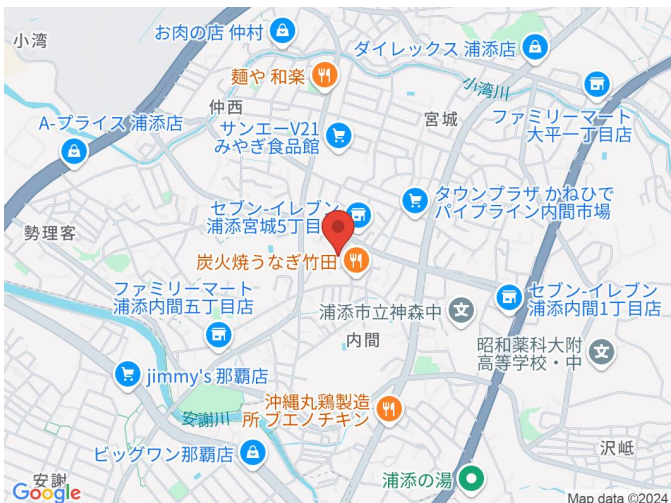 小湾
お肉の店 仲村
ダイレックス 浦添店
麺や 和楽
小湾川
仲西
宮城
ファミリーマート
大平一丁目店
A-プライス 浦添店
サンエーV21
みやぎ食品館
タウンプラザ かねひで
パイプライン内間市場
セブン-イレブン
浦添宮城5丁目
勢理客
炭火焼うなぎ竹田
ファミリーマート
浦添内間五丁目店
セブン-イレブン
浦添内間1丁目店
浦添市立神森中
内間
昭和薬科大附
高等学校・中
jimmy's 那覇店
沖縄丸鶏製造
所 ブエノチキン
安謝川
ビッグワン那覇店
沢岻
安謝
浦添の湯
Google
Map data ©2024